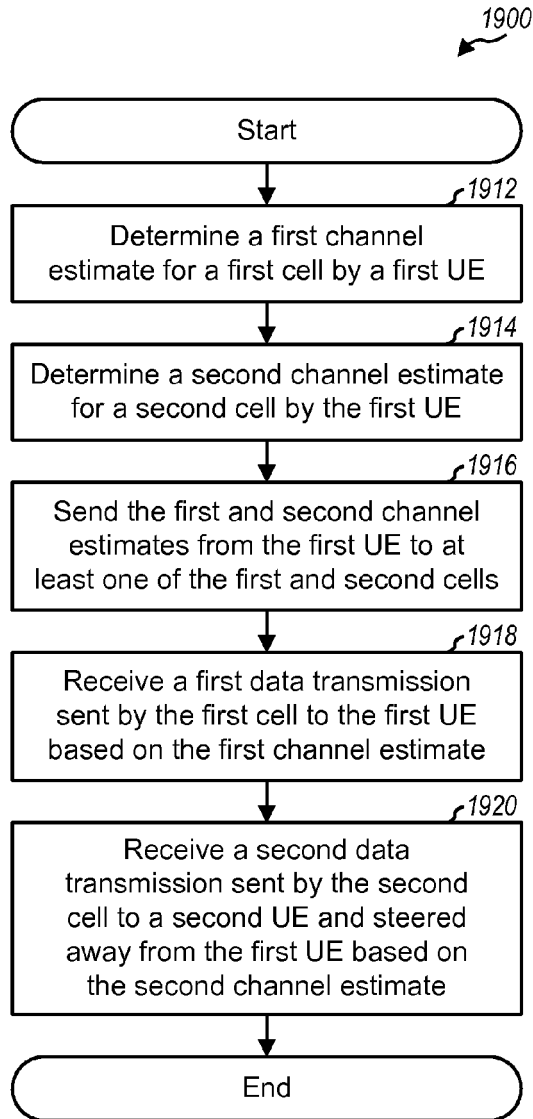 1900
Start
1912
Determine a first channel
estimate for a first cell by a first UE
1914
Determine a second channel estimate
for a second cell by the first UE
1916
Send the first and second channel
estimates from the first UE to at
least one of the first and second cells
1918
Receive a first data transmission
sent by the first cell to the first UE
based on the first channel estimate
1920
Receive a second data
transmission sent by the second
cell to a second UE and steered
away from the first UE based on
the second channel estimate
End